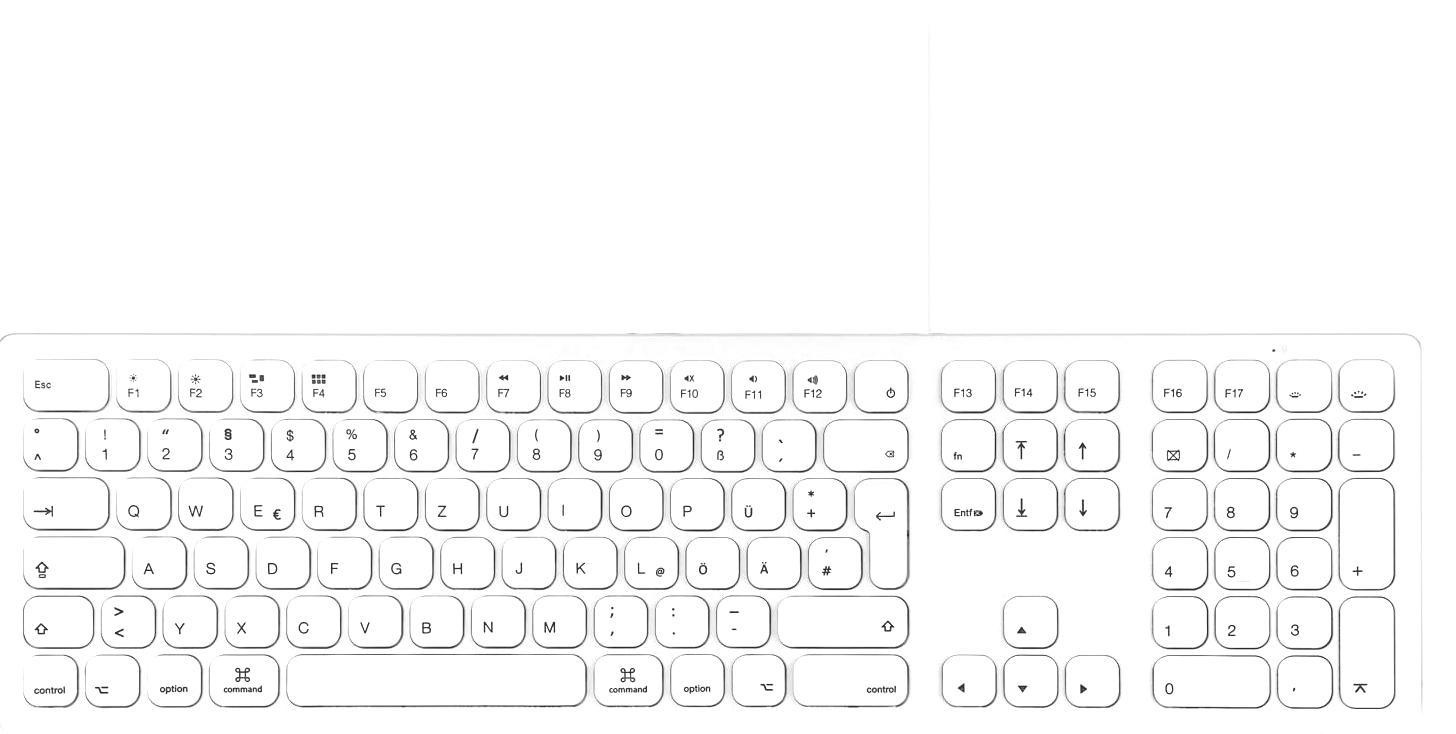 Esc F1 F2 F3 F4 F5 F6 F7 F8 F9 F10 F11 F12 F13 F14 F15 F16 F17
° ! “ § $ % & / ( ) = ? `
^ 1 2 3 4 5 6 7 8 9 0 ß ´ fn / * −
Q W E € R T Z U I O P Ü * + Entf 7 8 9
A S D F G H J K L @ Ö Ä ' # 4 5 6 +
> < Y X C V B N M ; , : . – - 1 2 3
control option command command option control 0 ,